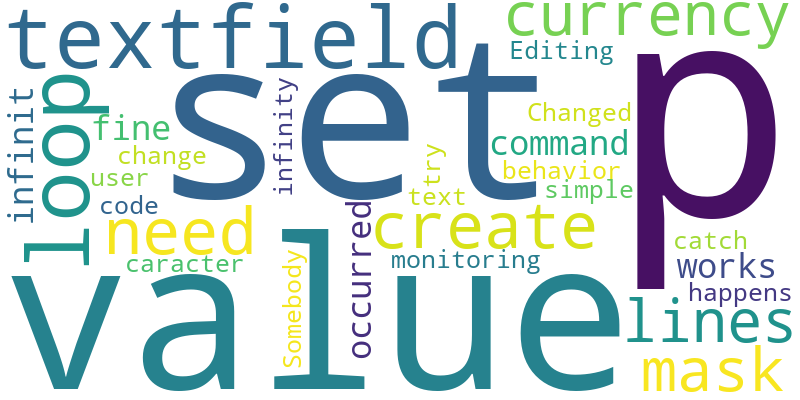 textfield
currency
set
p
Editing
loop
infinit
infinity
fine
Changed
command
change
try
behavior
user
text
simple
code
need
occurred
create
catch
caracter
Somebody
monitoring
works
value
happens
lines
mask